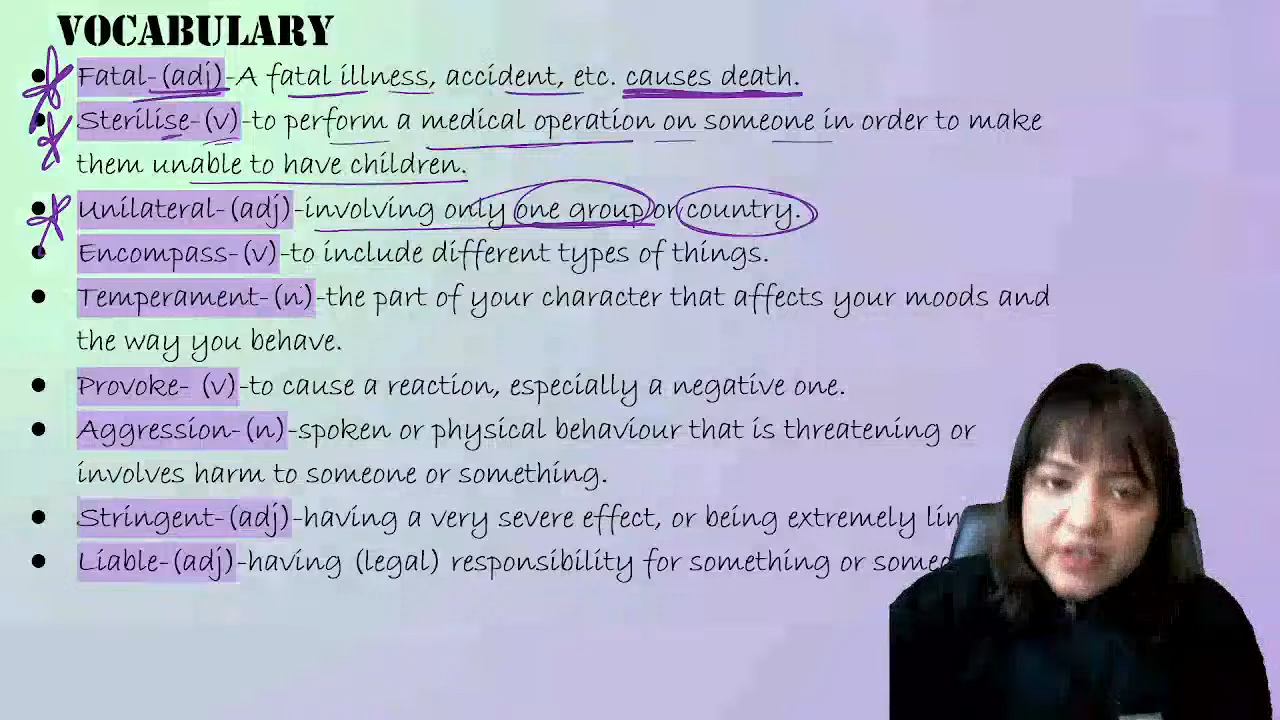 VOCABULARY
• Fatal-(adj)-A fatal illness, accident, etc. causes death.
• Sterilise-(v)-to perform a medical operation on someone in order to make
them unable to have children.
• Unilateral-(adj)-involving only one group or country.
• Encompass-(v)-to include different types of things.
• Temperament-(n)-the part of your character that affects your moods and
the way you behave.
• Provoke- (v)-to cause a reaction, especially a negative one.
• Aggression-(n)-spoken or physical behaviour that is threatening or
involves harm to someone or something.
• Stringent-(adj)-having a very severe effect, or being extremely
• Liable-(adj)-having (legal) responsibility for something or